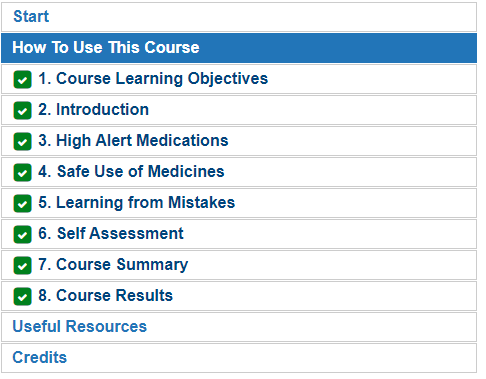 Start
How To Use This Course
1. Course Learning Objectives
2. Introduction
3. High Alert Medications
4. Safe Use of Medicines
5. Learning from Mistakes
6. Self Assessment
7. Course Summary
8. Course Results
Useful Resources
Credits